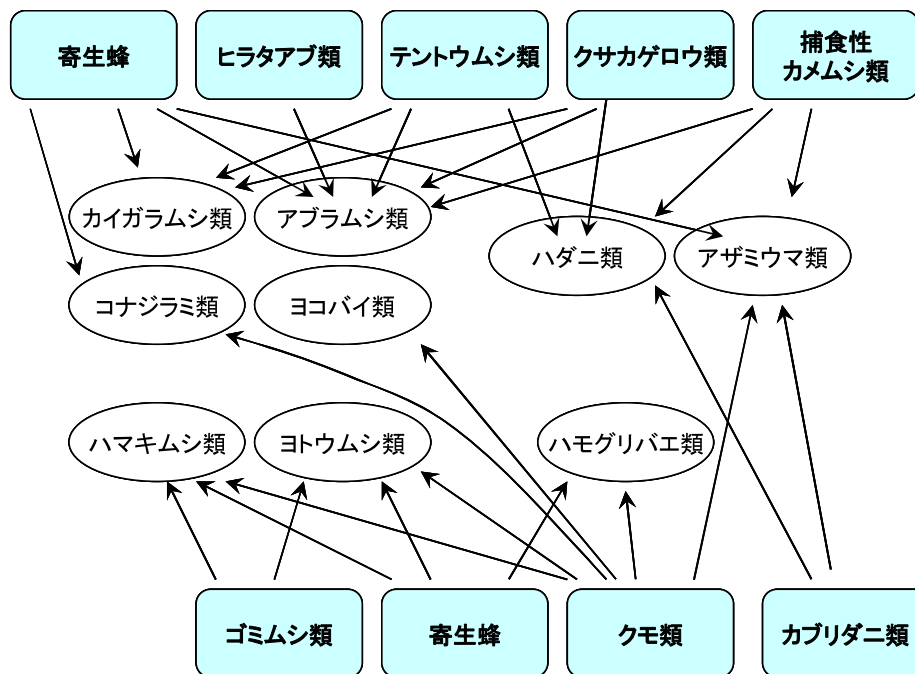 寄生蜂
ヒラタアブ類
テントウムシ類
クサカゲロウ類
捕食性
カメムシ類
カイガラムシ類
アブラムシ類
ハダニ類
アザミウマ類
コナジラミ類
ヨコバイ類
ハマキムシ類
ヨトウムシ類
ハモグリバエ類
ゴミムシ類
寄生蜂
クモ類
カブリダニ類